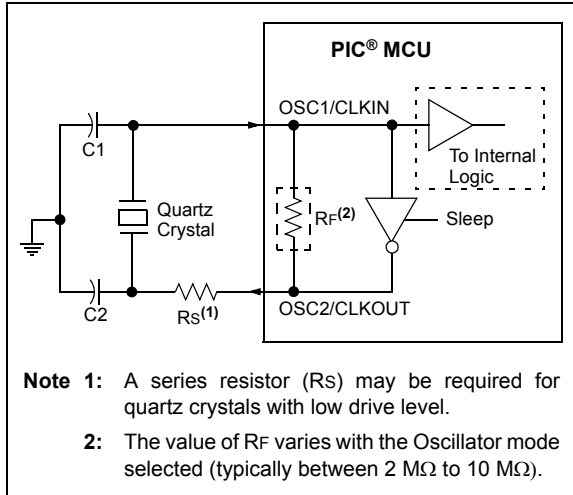 PIC® MCU
OSC1/CLKIN
C1
To Internal
Logic
Quartz
Crystal
RF(2)
Sleep
C2
RS(1)
OSC2/CLKOUT
Note 1: A series resistor (RS) may be required for
quartz crystals with low drive level.
2: The value of RF varies with the Oscillator mode
selected (typically between 2 MΩ to 10 MΩ).